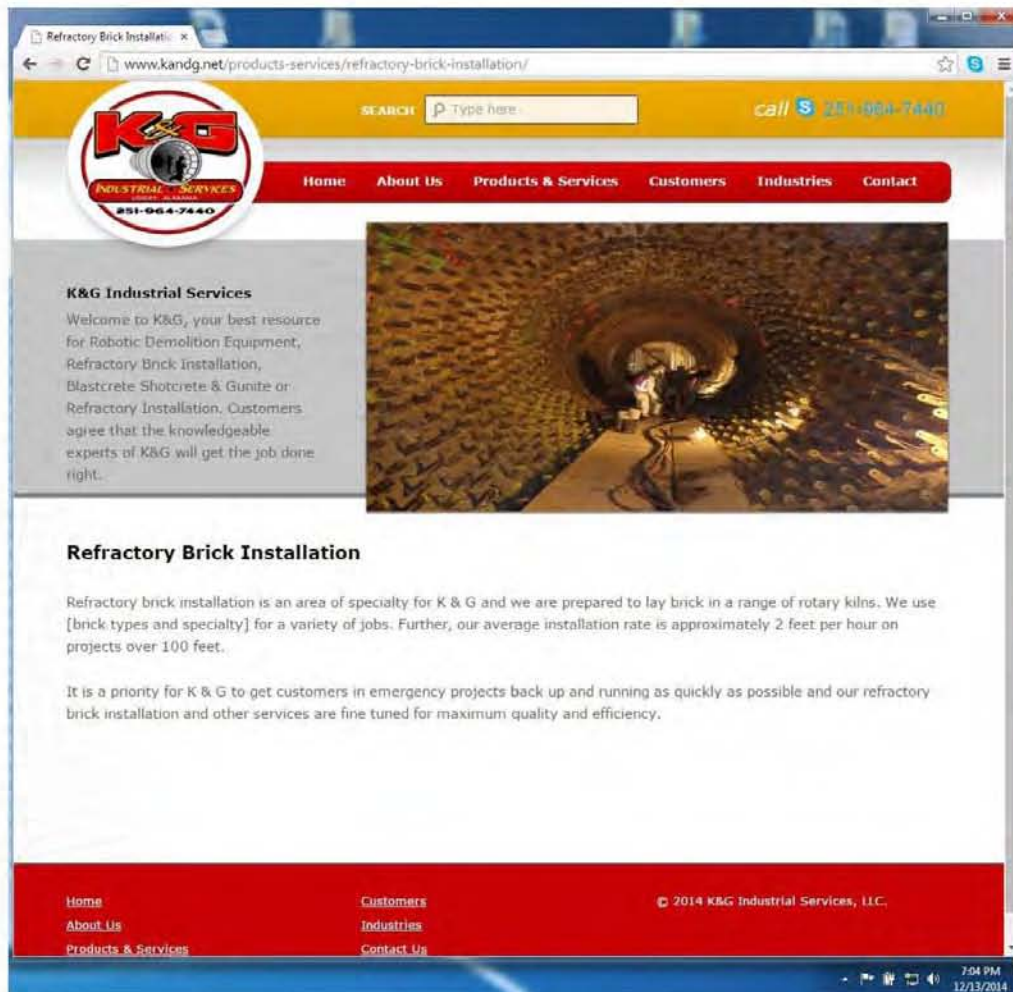 Refractory Brick Installatic
www.kandg.net/products-services/refractory-brick-installation/
SEARCH Type here
call 251-964-7440
K&G
INDUSTRIAL SERVICES
LOXLEY, ALABAMA
251-964-7440
Home About Us Products & Services Customers Industries Contact
K&G Industrial Services
Welcome to K&G, your best resource
for Robotic Demolition Equipment,
Refractory Brick Installation,
Blastcrete Shotcrete & Gunite or
Refractory Installation. Customers
agree that the knowledgeable
experts of K&G will get the job done
right.
Refractory Brick Installation
Refractory brick installation is an area of specialty for K & G and we are prepared to lay brick in a range of rotary kilns. We use
[brick types and specialty] for a variety of jobs. Further, our average installation rate is approximately 2 feet per hour on
projects over 100 feet.
It is a priority for K & G to get customers in emergency projects back up and running as quickly as possible and our refractory
brick installation and other services are fine tuned for maximum quality and efficiency.
Home Customers © 2014 K&G Industrial Services, LLC.
About Us Industries
Products & Services Contact Us
7:04 PM
12/13/2014